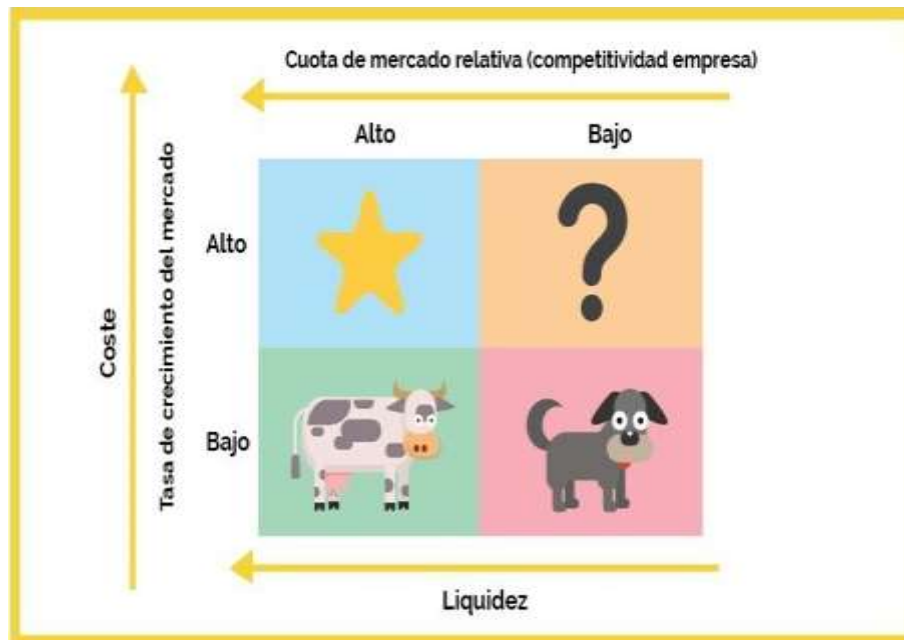 Cuota de mercado relativa (competitividad empresa)
Alto
Bajo
Coste
Tasa de crecimiento del mercado
Alto
?
Bajo
Liquidez